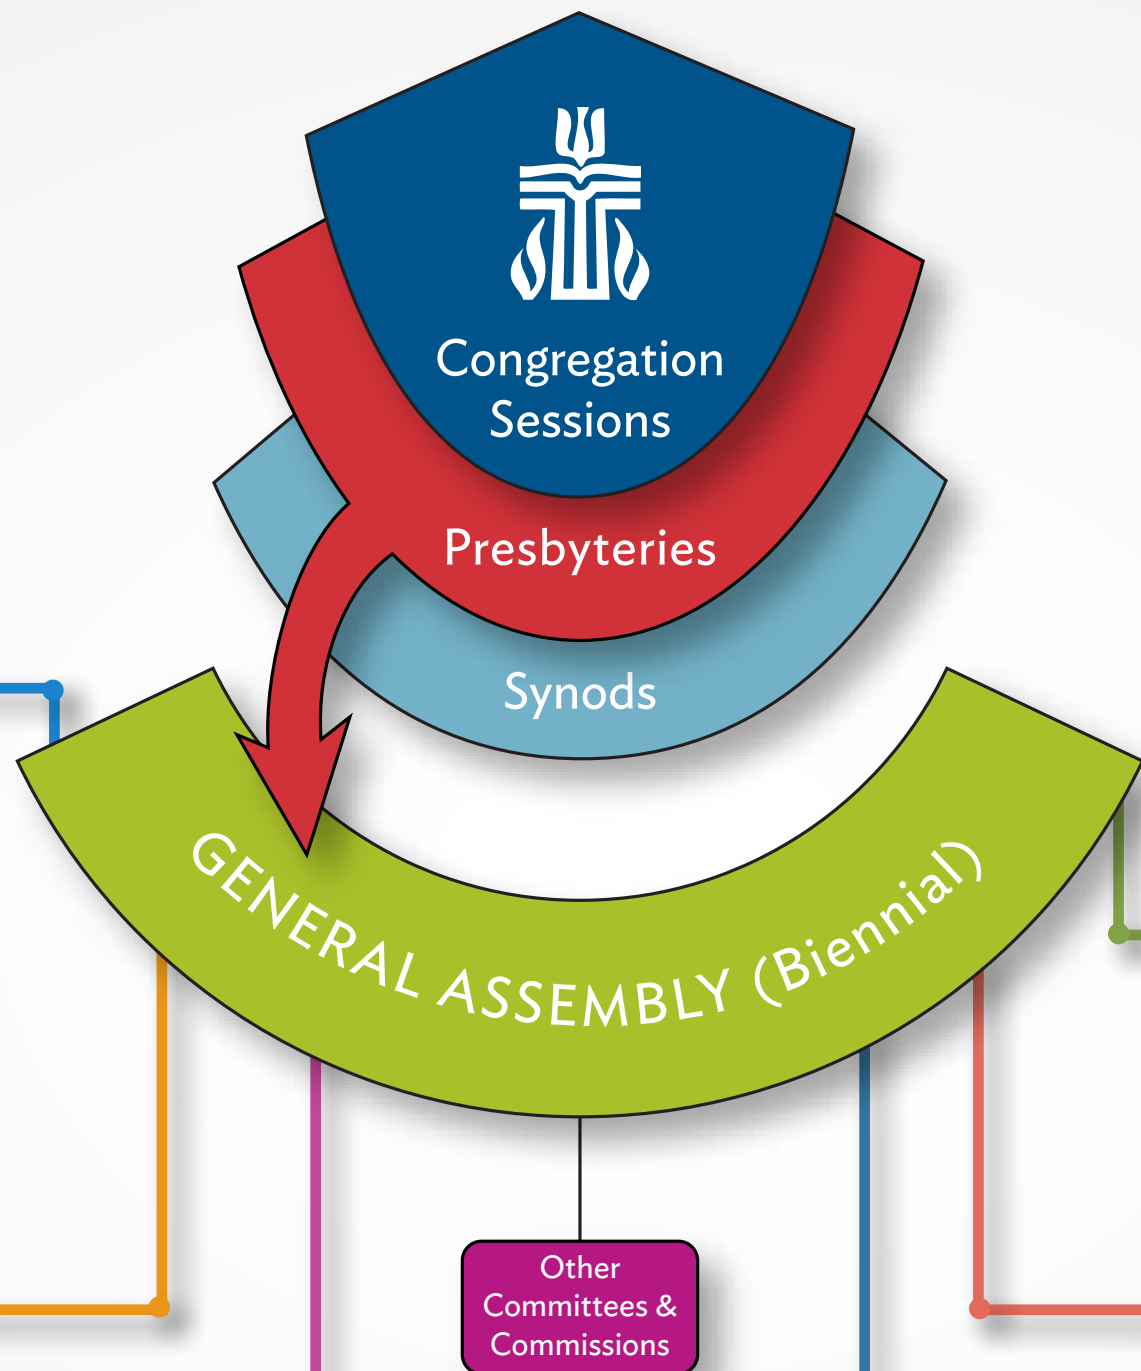 Congregation
Sessions
Presbyteries
Synods
GENERAL ASSEMBLY (Biennial)
Other
Committees &
Commissions